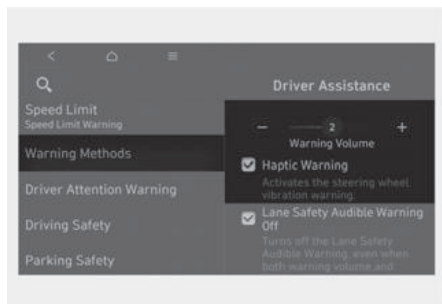 Speed Limit
Speed Limit Warning
Warning Methods
Driver Attention Warning
Driving Safety
Parking Safety
Driver Assistance
− 2 +
Warning Volume
Haptic Warning
Activates the steering wheel
vibration warning.
Lane Safety Audible Warning
Off
Turns off the Lane Safety
Audible Warning, even when
both warning volume and